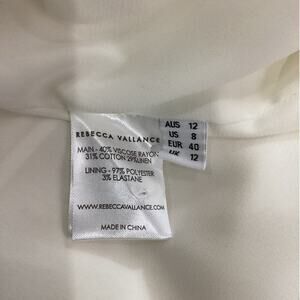 REBECCA VALLANCE
MAIN - 40% VISCOSE RAYON
31% COTTON 29% LINEN
LINING - 97% POLYESTER
3% ELASTANE
WWW.REBECCAVALLANCE.COM
MADE IN CHINA
AUS 12
US 8
EUR 40
UK 12